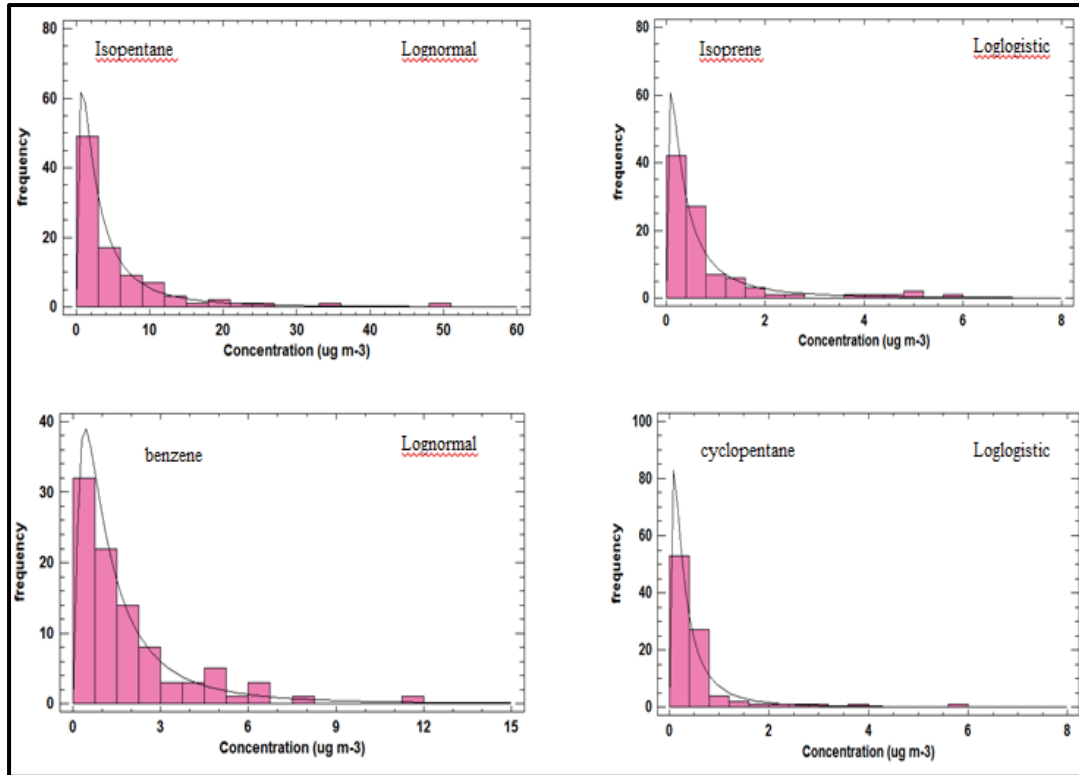 Isopentane
Lognormal
frequency
80
60
40
20
0
0 10 20 30 40 50 60
Concentration (ug m-3)
Isoprene
Loglogistic
frequency
80
60
40
20
0
0 2 4 6 8
Concentration (ug m-3)
benzene
Lognormal
frequency
40
30
20
10
0
0 3 6 9 12 15
Concentration (ug m-3)
cyclopentane
Loglogistic
frequency
100
80
60
40
20
0
0 2 4 6 8
Concentration (ug m-3)